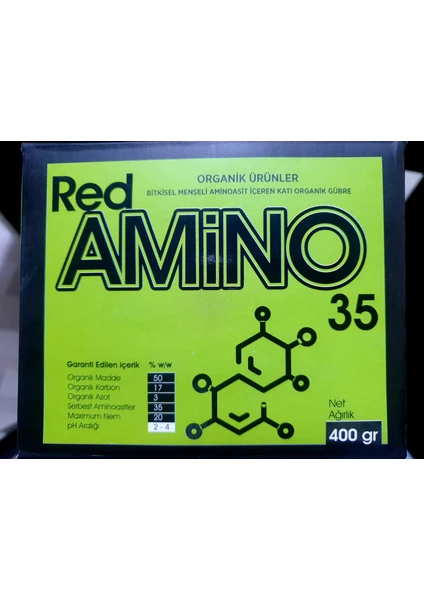 ORGANİK ÜRÜNLER
BİTKİSEL MENŞELİ AMİNOASİT İÇEREN KATI ORGANİK GÜBRE
Red
AMiNO
35
Garanti Edilen İçerik % w/w
Organik Madde 50
Organik Karbon 17
Organik Azot 3
Serbest Aminoasitler 35
Maximum Nem 20
pH Aralığı 2 - 4
Net
Ağırlık
400 gr